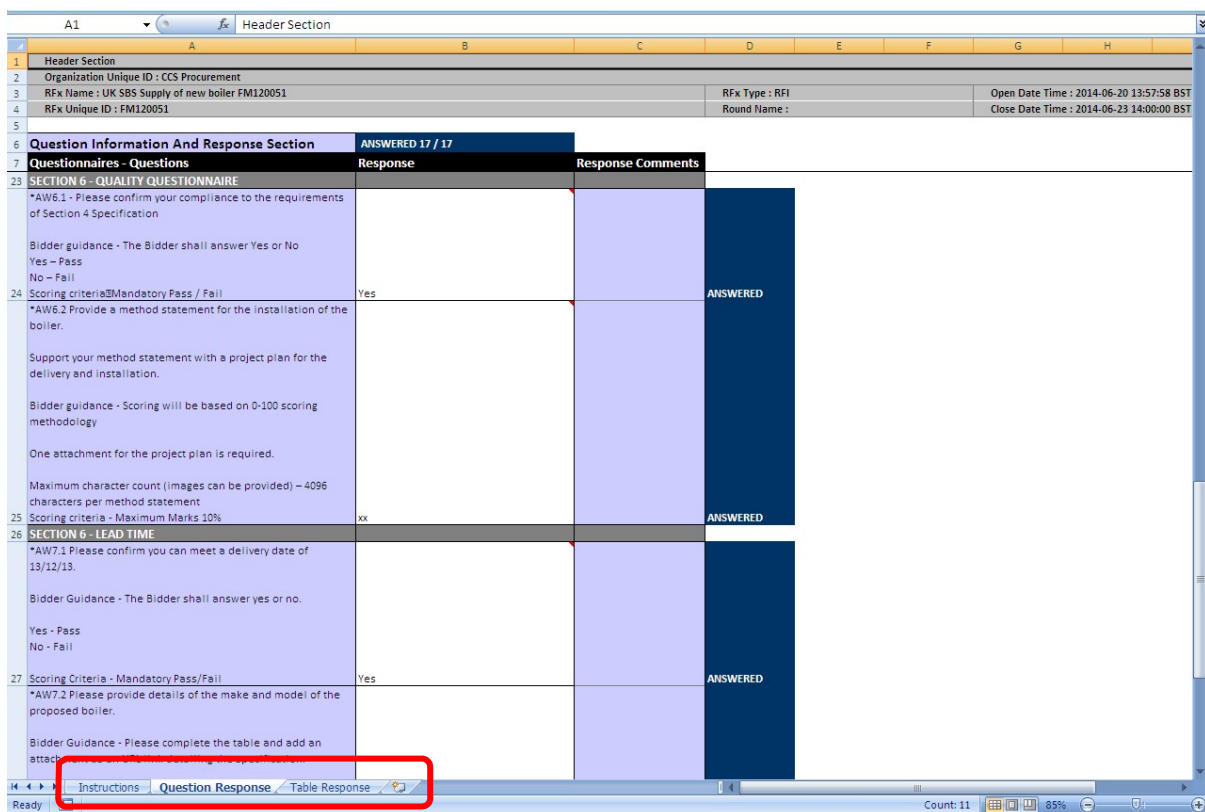 A1
fx Header Section
A B C D E F G H
1 Header Section
2 Organization Unique ID : CCS Procurement
3 RFx Name : UK SBS Supply of new boiler FM120051 RFx Type : RFI Open Date Time : 2014-06-20 13:57:58 BST
4 RFx Unique ID : FM120051 Round Name : Close Date Time : 2014-06-23 14:00:00 BST
5
6 Question Information And Response Section ANSWERED 17 / 17
7 Questionnaires - Questions Response Response Comments
23 SECTION 6 - QUALITY QUESTIONNAIRE
*AW6.1 - Please confirm your compliance to the requirements
of Section 4 Specification
Bidder guidance - The Bidder shall answer Yes or No
Yes – Pass
No – Fail
24 Scoring criteria Mandatory Pass / Fail Yes ANSWERED
*AW6.2 Provide a method statement for the installation of the
boiler.
Support your method statement with a project plan for the
delivery and installation.
Bidder guidance - Scoring will be based on 0-100 scoring
methodology
One attachment for the project plan is required.
Maximum character count (images can be provided) – 4096
characters per method statement
25 Scoring criteria - Maximum Marks 10% xx ANSWERED
26 SECTION 6 - LEAD TIME
*AW7.1 Please confirm you can meet a delivery date of
13/12/13.
Bidder Guidance - The Bidder shall answer yes or no.
Yes - Pass
No - Fail
27 Scoring Criteria - Mandatory Pass/Fail Yes ANSWERED
*AW7.2 Please provide details of the make and model of the
proposed boiler.
Bidder Guidance - Please complete the table and add an
Instructions Question Response Table Response
Ready Count: 11 85%